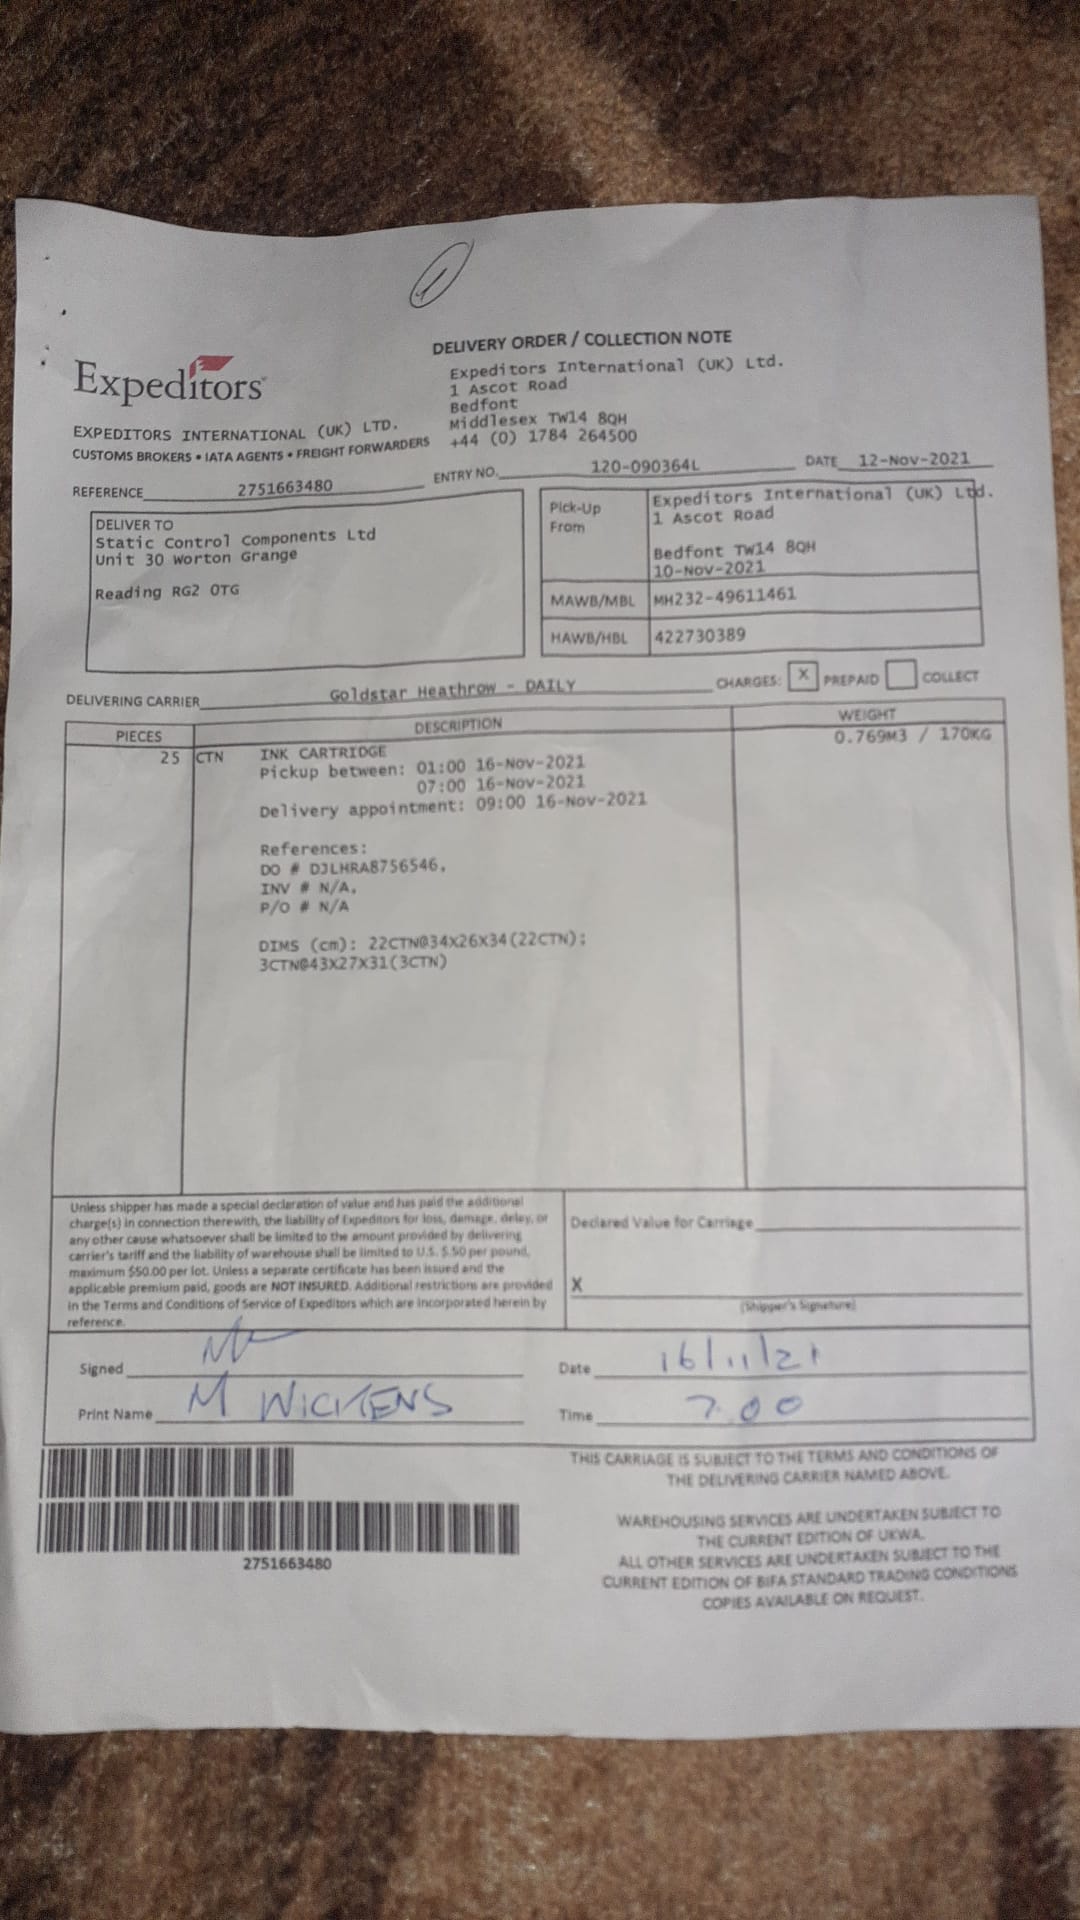 1
DELIVERY ORDER / COLLECTION NOTE
Expeditors
Expeditors International (UK) Ltd.
1 Ascot Road
Bedfont
Middlesex TW14 8QH
+44 (0) 1784 264500
EXPEDITORS INTERNATIONAL (UK) LTD.
CUSTOMS BROKERS • IATA AGENTS • FREIGHT FORWARDERS
REFERENCE 2751663480 ENTRY NO. 120-090364L DATE 12-Nov-2021
DELIVER TO
Static Control Components Ltd
Unit 30 Worton Grange
Reading RG2 0TG
Pick-Up From
Expeditors International (UK) Ltd.
1 Ascot Road
Bedfont TW14 8QH
10-Nov-2021
MAWB/MBL MH232-49611461
HAWB/HBL 422730389
DELIVERING CARRIER Goldstar Heathrow - DAILY CHARGES: X PREPAID COLLECT
PIECES DESCRIPTION WEIGHT
25 CTN INK CARTRIDGE 0.769M3 / 170KG
Pickup between: 01:00 16-Nov-2021
07:00 16-Nov-2021
Delivery appointment: 09:00 16-Nov-2021
References:
DO # DJLHRA8756546,
INV # N/A,
P/O # N/A
DIMS (cm): 22CTN@34X26X34(22CTN);
3CTN@43X27X31(3CTN)
Unless shipper has made a special declaration of value and has paid the additional
charge(s) in connection therewith, the liability of Expeditors for loss, damage, delay, or
any other cause whatsoever shall be limited to the amount provided by delivering
carrier's tariff and the liability of warehouse shall be limited to U.S. $.50 per pound,
maximum $50.00 per lot. Unless a separate certificate has been issued and the
applicable premium paid, goods are NOT INSURED. Additional restrictions are provided
in the Terms and Conditions of Service of Expeditors which are incorporated herein by
reference.
Declared Value for Carriage
X
(Shipper's Signature)
Signed
Date 16/11/21
Print Name M WICKENS
Time 7.00
2751663480
THIS CARRIAGE IS SUBJECT TO THE TERMS AND CONDITIONS OF
THE DELIVERING CARRIER NAMED ABOVE.
WAREHOUSING SERVICES ARE UNDERTAKEN SUBJECT TO
THE CURRENT EDITION OF UKWA.
ALL OTHER SERVICES ARE UNDERTAKEN SUBJECT TO THE
CURRENT EDITION OF BIFA STANDARD TRADING CONDITIONS
COPIES AVAILABLE ON REQUEST.